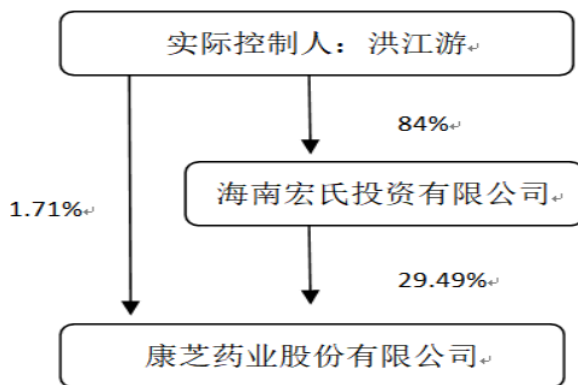 实际控制人：洪江游
84%
海南宏氏投资有限公司
1.71%
29.49%
康芝药业股份有限公司